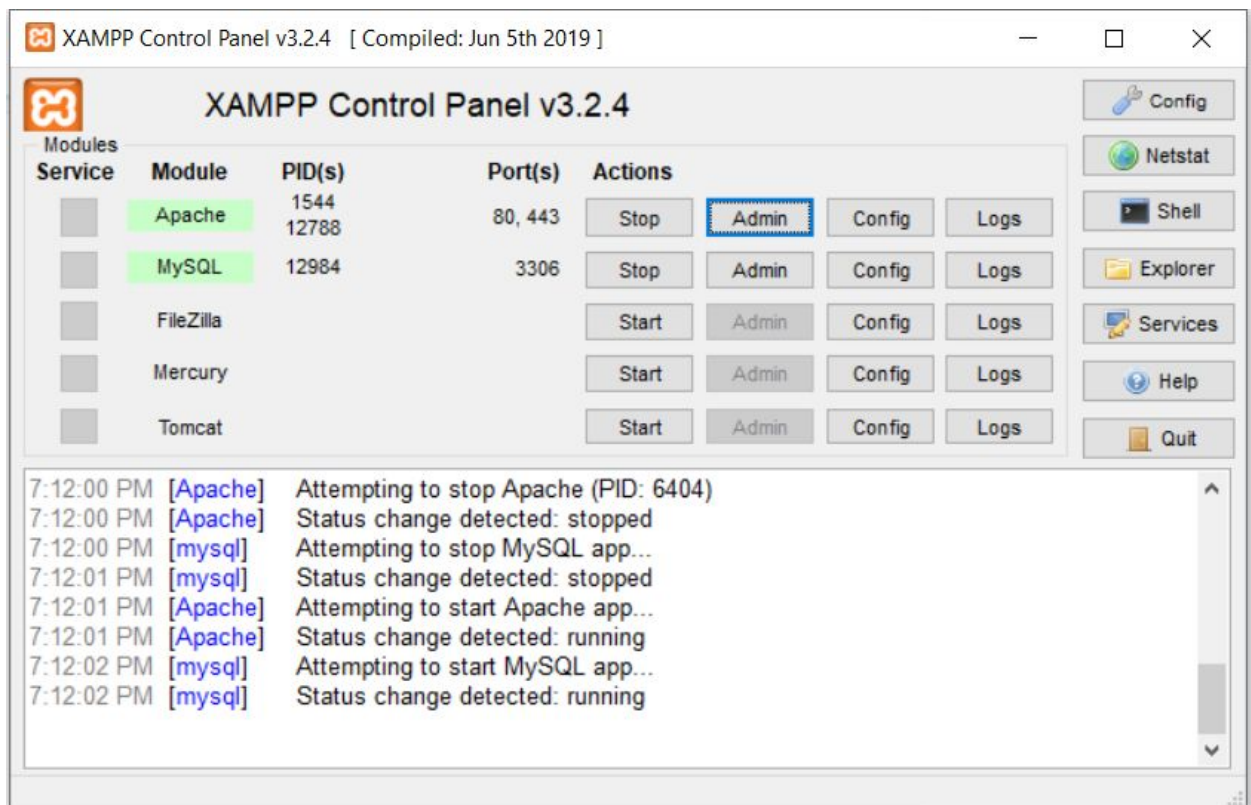 XAMPP Control Panel v3.2.4 [ Compiled: Jun 5th 2019 ]
XAMPP Control Panel v3.2.4
Config
Netstat
Shell
Explorer
Services
Help
Quit
Modules
Service Module PID(s) Port(s) Actions
Apache 1544 12788 80, 443 Stop Admin Config Logs
MySQL 12984 3306 Stop Admin Config Logs
FileZilla Start Admin Config Logs
Mercury Start Admin Config Logs
Tomcat Start Admin Config Logs
7:12:00 PM [Apache] Attempting to stop Apache (PID: 6404)
7:12:00 PM [Apache] Status change detected: stopped
7:12:00 PM [mysql] Attempting to stop MySQL app...
7:12:01 PM [mysql] Status change detected: stopped
7:12:01 PM [Apache] Attempting to start Apache app...
7:12:01 PM [Apache] Status change detected: running
7:12:02 PM [mysql] Attempting to start MySQL app...
7:12:02 PM [mysql] Status change detected: running